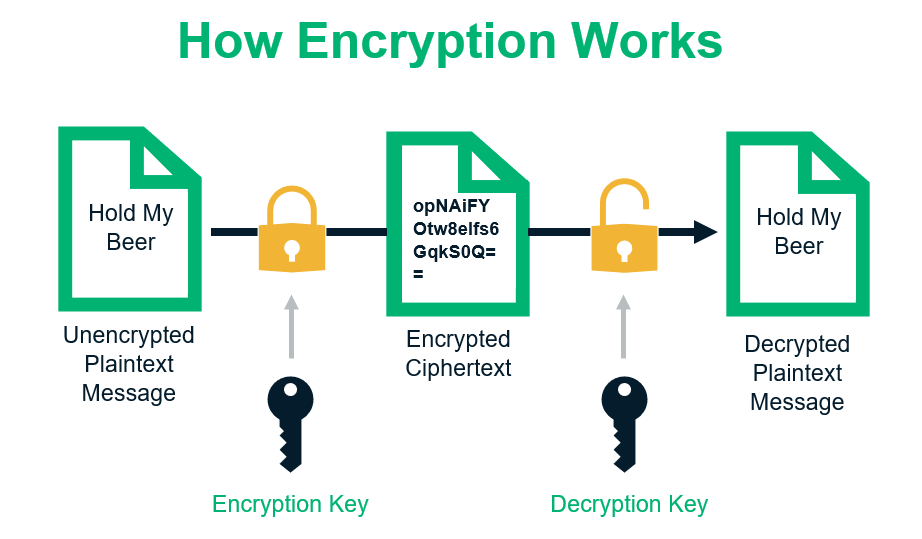 How Encryption Works
Hold My
Beer
opNAiFY
Otw8elfs6
GqkS0Q=
=
Hold My
Beer
Unencrypted
Plaintext
Message
Encrypted
Ciphertext
Decrypted
Plaintext
Message
Encryption Key
Decryption Key